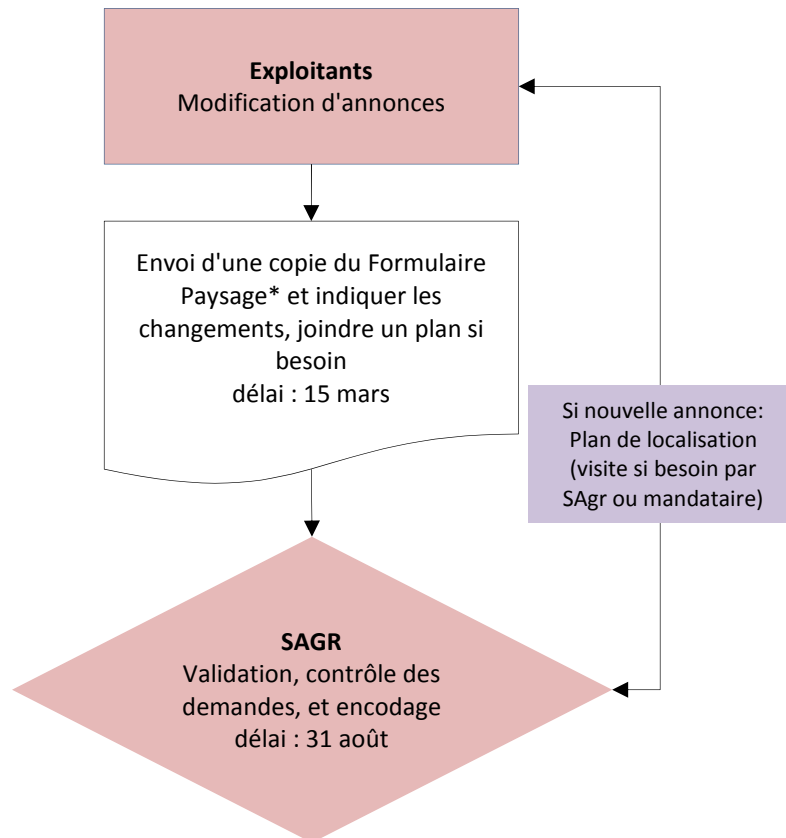 Exploitants
Modification d'annonces
Envoi d'une copie du Formulaire
Paysage* et indiquer les
changements, joindre un plan si
besoin
délai : 15 mars
Si nouvelle annonce:
Plan de localisation
(visite si besoin par
SAgr ou mandataire)
SAGR
Validation, contrôle des
demandes, et encodage
délai : 31 août